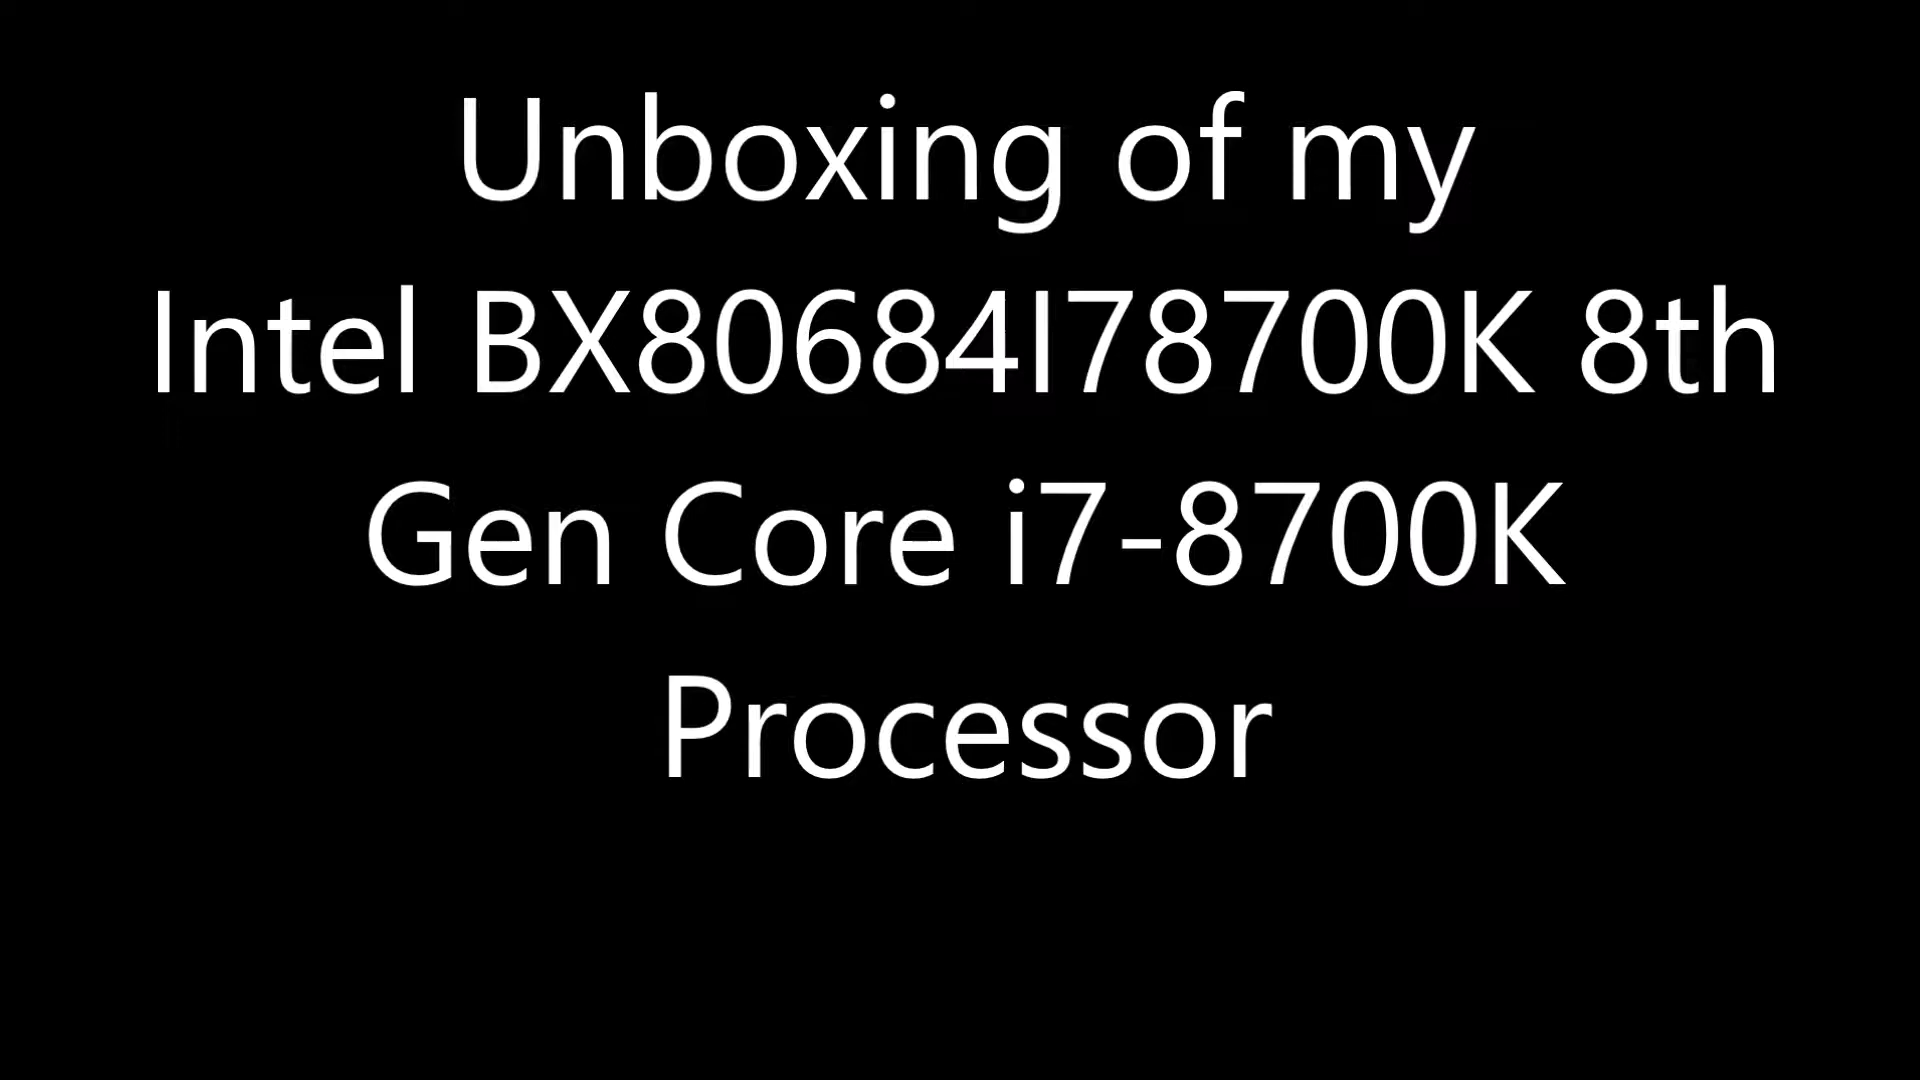 Unboxing of my
Intel BX80684I78700K 8th
Gen Core i7-8700K
Processor